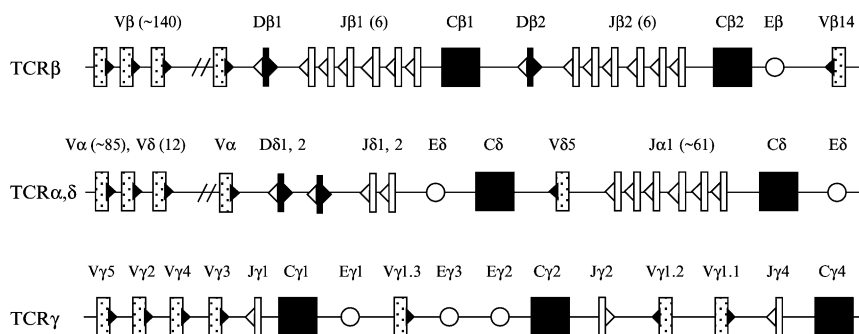 Vβ (~140) Dβ1 Jβ1 (6) Cβ1 Dβ2 Jβ2 (6) Cβ2 Eβ Vβ14
TCRβ
Vα (~85), Vδ (12) Vα Dδ1, 2 Jδ1, 2 Eδ Cδ Vδ5 Jα1 (~61) Cδ Eδ
TCRα,δ
Vγ5 Vγ2 Vγ4 Vγ3 Jγ1 Cγ1 Eγ1 Vγ1.3 Eγ3 Eγ2 Cγ2 Jγ2 Vγ1.2 Vγ1.1 Jγ4 Cγ4
TCRγ